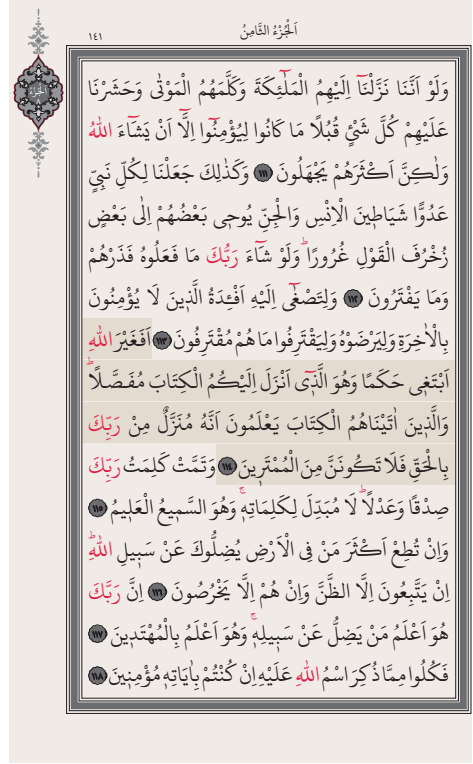 اَلْجُزْءُ الثَّامِنُ
١٤١
اَلْجُزْءُ
٨
وَلَوْ اَنَّنَا نَزَّلْنَٓا اِلَيْهِمُ الْمَلٰٓئِكَةَ وَكَلَّمَهُمُ الْمَوْتٰى وَحَشَرْنَا
عَلَيْهِمْ كُلَّ شَيْءٍ قُبُلًا مَا كَانُوا لِيُؤْمِنُٓوا اِلَّٓا اَنْ يَشَٓاءَ اللّٰهُ
وَلٰكِنَّ اَكْثَرَهُمْ يَجْهَلُونَ ١١١ وَكَذٰلِكَ جَعَلْنَا لِكُلِّ نَبِيٍّ
عَدُوًّا شَيَاطِينَ الْاِنْسِ وَالْجِنِّ يُوحِي بَعْضُهُمْ اِلٰى بَعْضٍ
زُخْرُفَ الْقَوْلِ غُرُورًاۜ وَلَوْ شَٓاءَ رَبُّكَ مَا فَعَلُوهُ فَذَرْهُمْ
وَمَا يَفْتَرُونَ ١١٢ وَلِتَصْغٰٓى اِلَيْهِ اَفْـِٔدَةُ الَّذِينَ لَا يُؤْمِنُونَ
بِالْاٰخِرَةِ وَلِيَرْضَوْهُ وَلِيَقْتَرِفُوا مَا هُمْ مُقْتَرِفُونَ ١١٣ اَفَغَيْرَ اللّٰهِ
اَبْتَغِي حَكَمًا وَهُوَ الَّذِٓي اَنْزَلَ اِلَيْكُمُ الْكِتَابَ مُفَصَّلًاۜ
وَالَّذِينَ اٰتَيْنَاهُمُ الْكِتَابَ يَعْلَمُونَ اَنَّهُ مُنَزَّلٌ مِنْ رَبِّكَ
بِالْحَقِّ فَلَا تَكُونَنَّ مِنَ الْمُمْتَرِينَ ١١٤ وَتَمَّتْ كَلِمَتُ رَبِّكَ
صِدْقًا وَعَدْلًاۜ لَا مُبَدِّلَ لِكَلِمَاتِهِۚ وَهُوَ السَّمِيعُ الْعَلِيمُ ١١٥
وَاِنْ تُطِعْ اَكْثَرَ مَنْ فِي الْاَرْضِ يُضِلُّوكَ عَنْ سَبِيلِ اللّٰهِۜ
اِنْ يَتَّبِعُونَ اِلَّا الظَّنَّ وَاِنْ هُمْ اِلَّا يَخْرُصُونَ ١١٦ اِنَّ رَبَّكَ
هُوَ اَعْلَمُ مَنْ يَضِلُّ عَنْ سَبِيلِهِۚ وَهُوَ اَعْلَمُ بِالْمُهْتَدِينَ ١١٧
فَكُلُوا مِمَّا ذُكِرَ اسْمُ اللّٰهِ عَلَيْهِ اِنْ كُنْتُمْ بِاٰيَاتِهِ مُؤْمِنِينَ ١١٨